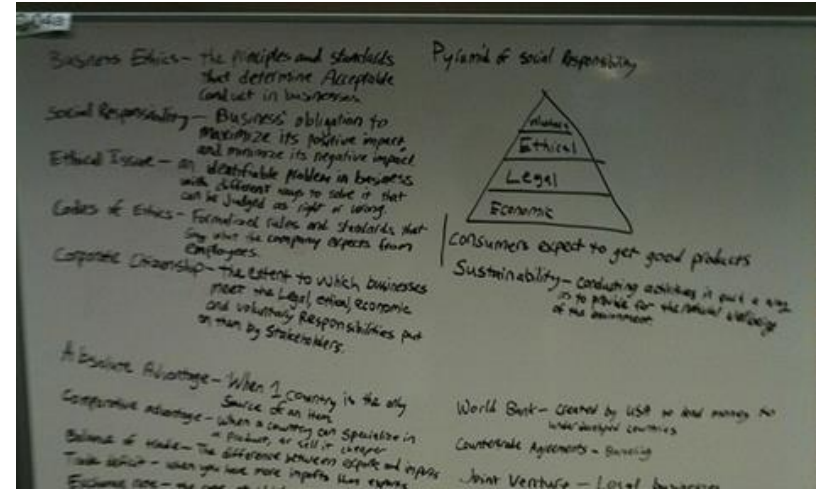 Business Ethics - the principles and standards
that determine Acceptable
conduct in businesses
Social Responsibility - Business' obligation to
maximize its positive impact
and minimize its negative impact
Ethical Issue - an identifiable problem in business
with different ways to solve it that
can be judged as right or wrong.
Codes of Ethics - Formalized rules and standards that
say what the company expects from
employees.
Corporate Citizenship - the extent to which businesses
meet the Legal, ethical, economic
and voluntary Responsibilities put
on them by Stakeholders.
Absolute Advantage - When 1 country is the only
Source of an item
Comparative advantage - when a country can specialize in
a product, or sell it cheaper
Balance of trade - The difference between exports and imports
Trade deficit - when you have more imports than exports
Exchange rate - the
Pyramid of social Responsibility
voluntary
Ethical
Legal
Economic
Consumers expect to get good products
Sustainability - conducting activities in such a way
as to provide for the natural wellbeing
of the
World Bank - created by USA to lend money to
underdeveloped countries
Countertrade Agreements -
Joint Venture - Local businesses